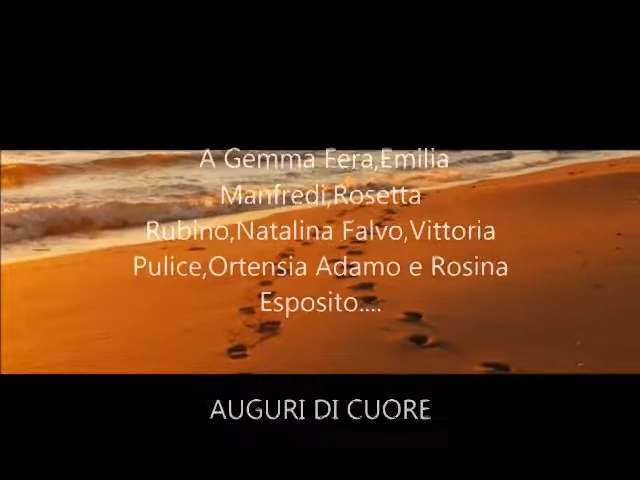 A Gemma Fera,Emilia
Manfredi,Rosetta
Rubino,Natalina Falvo,Vittoria
Pulice,Ortensia Adamo e Rosina
Esposito....
AUGURI DI CUORE